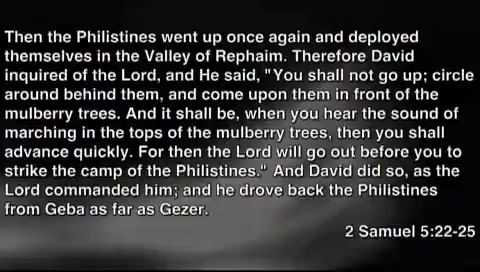 Then the Philistines went up once again and deployed
themselves in the Valley of Rephaim. Therefore David
inquired of the Lord, and He said, "You shall not go up; circle
around behind them, and come upon them in front of the
mulberry trees. And it shall be, when you hear the sound of
marching in the tops of the mulberry trees, then you shall
advance quickly. For then the Lord will go out before you to
strike the camp of the Philistines." And David did so, as the
Lord commanded him; and he drove back the Philistines
from Geba as far as Gezer.
2 Samuel 5:22-25